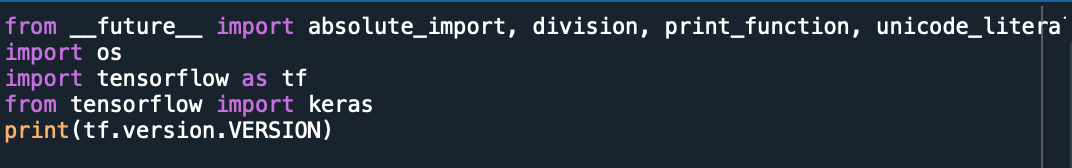 from __future__ import absolute_import, division, print_function, unicode_litera
import os
import tensorflow as tf
from tensorflow import keras
print(tf.version.VERSION)